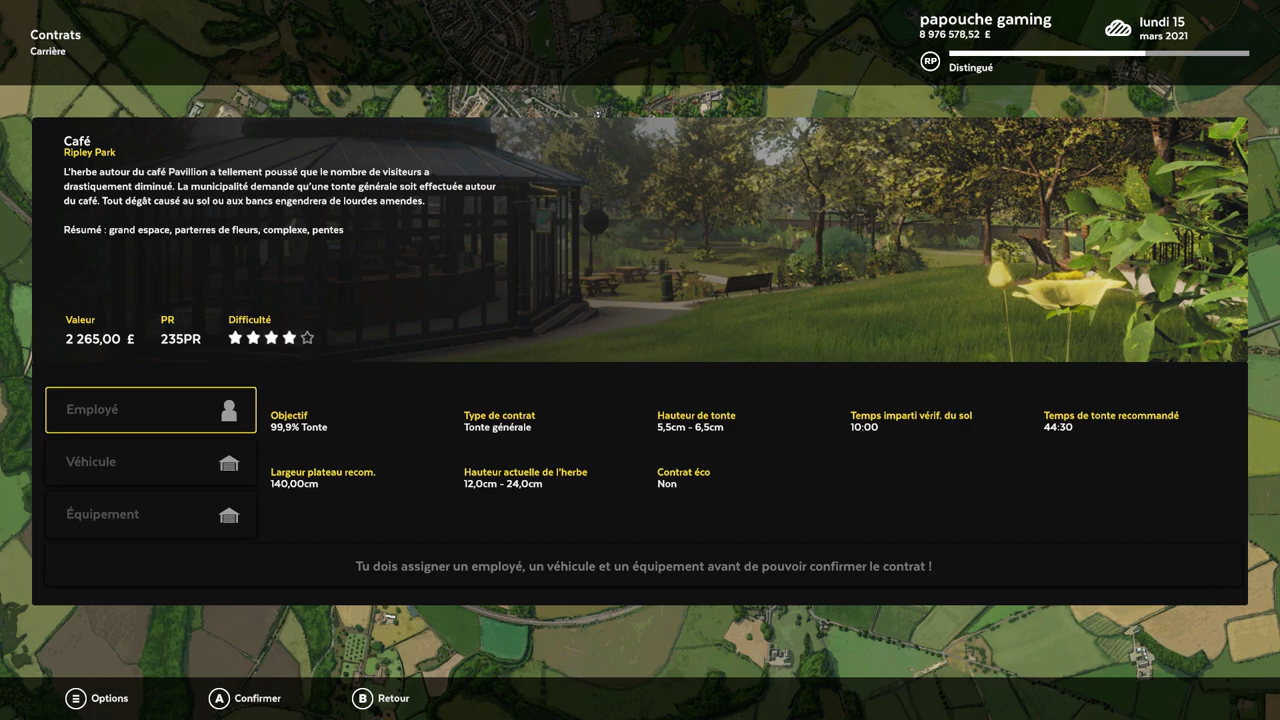 Contrats
Carrière
papouche gaming
8 976 578,52 £
lundi 15
mars 2021
RP
Distingué
Café
Ripley Park
L'herbe autour du café Pavillion a tellement poussé que le nombre de visiteurs a
drastiquement diminué. La municipalité demande qu'une tonte générale soit effectuée autour
du café. Tout dégât causé au sol ou aux bancs engendrera de lourdes amendes.
Résumé : grand espace, parterres de fleurs, complexe, pentes
Valeur PR Difficulté
2 265,00 £ 235PR
Employé
Véhicule
Équipement
Objectif Type de contrat Hauteur de tonte Temps imparti vérif. du sol Temps de tonte recommandé
99,9% Tonte Tonte générale 5,5cm - 6,5cm 10:00 44:30
Largeur plateau recom. Hauteur actuelle de l'herbe Contrat éco
140,00cm 12,0cm - 24,0cm Non
Tu dois assigner un employé, un véhicule et un équipement avant de pouvoir confirmer le contrat !
Options A Confirmer B Retour